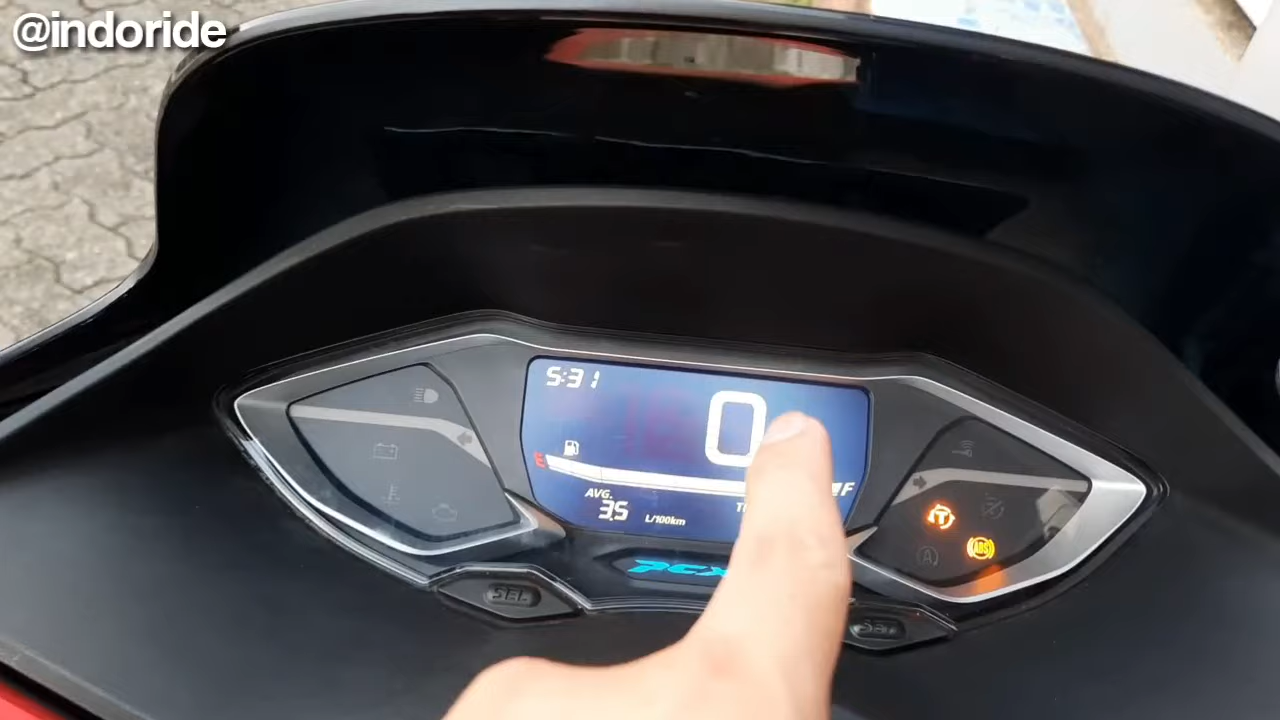 @indoride
5:31
0
E
F
AVG.
3.5
L/100km
PCX
SEL
T
ABS
A